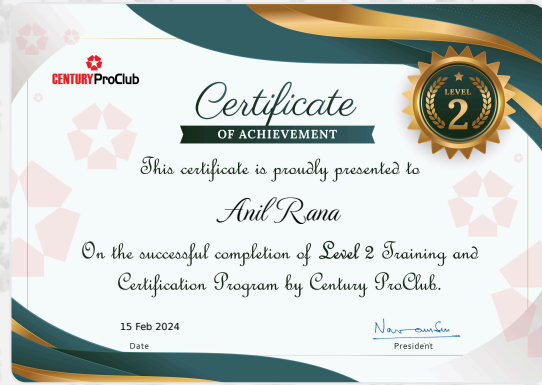 CENTURY ProClub
Certificate
OF ACHIEVEMENT
LEVEL
2
This certificate is proudly presented to
Anil Rana
On the successful completion of Level 2 Training and
Certification Program by Century ProClub.
15 Feb 2024
Date
President